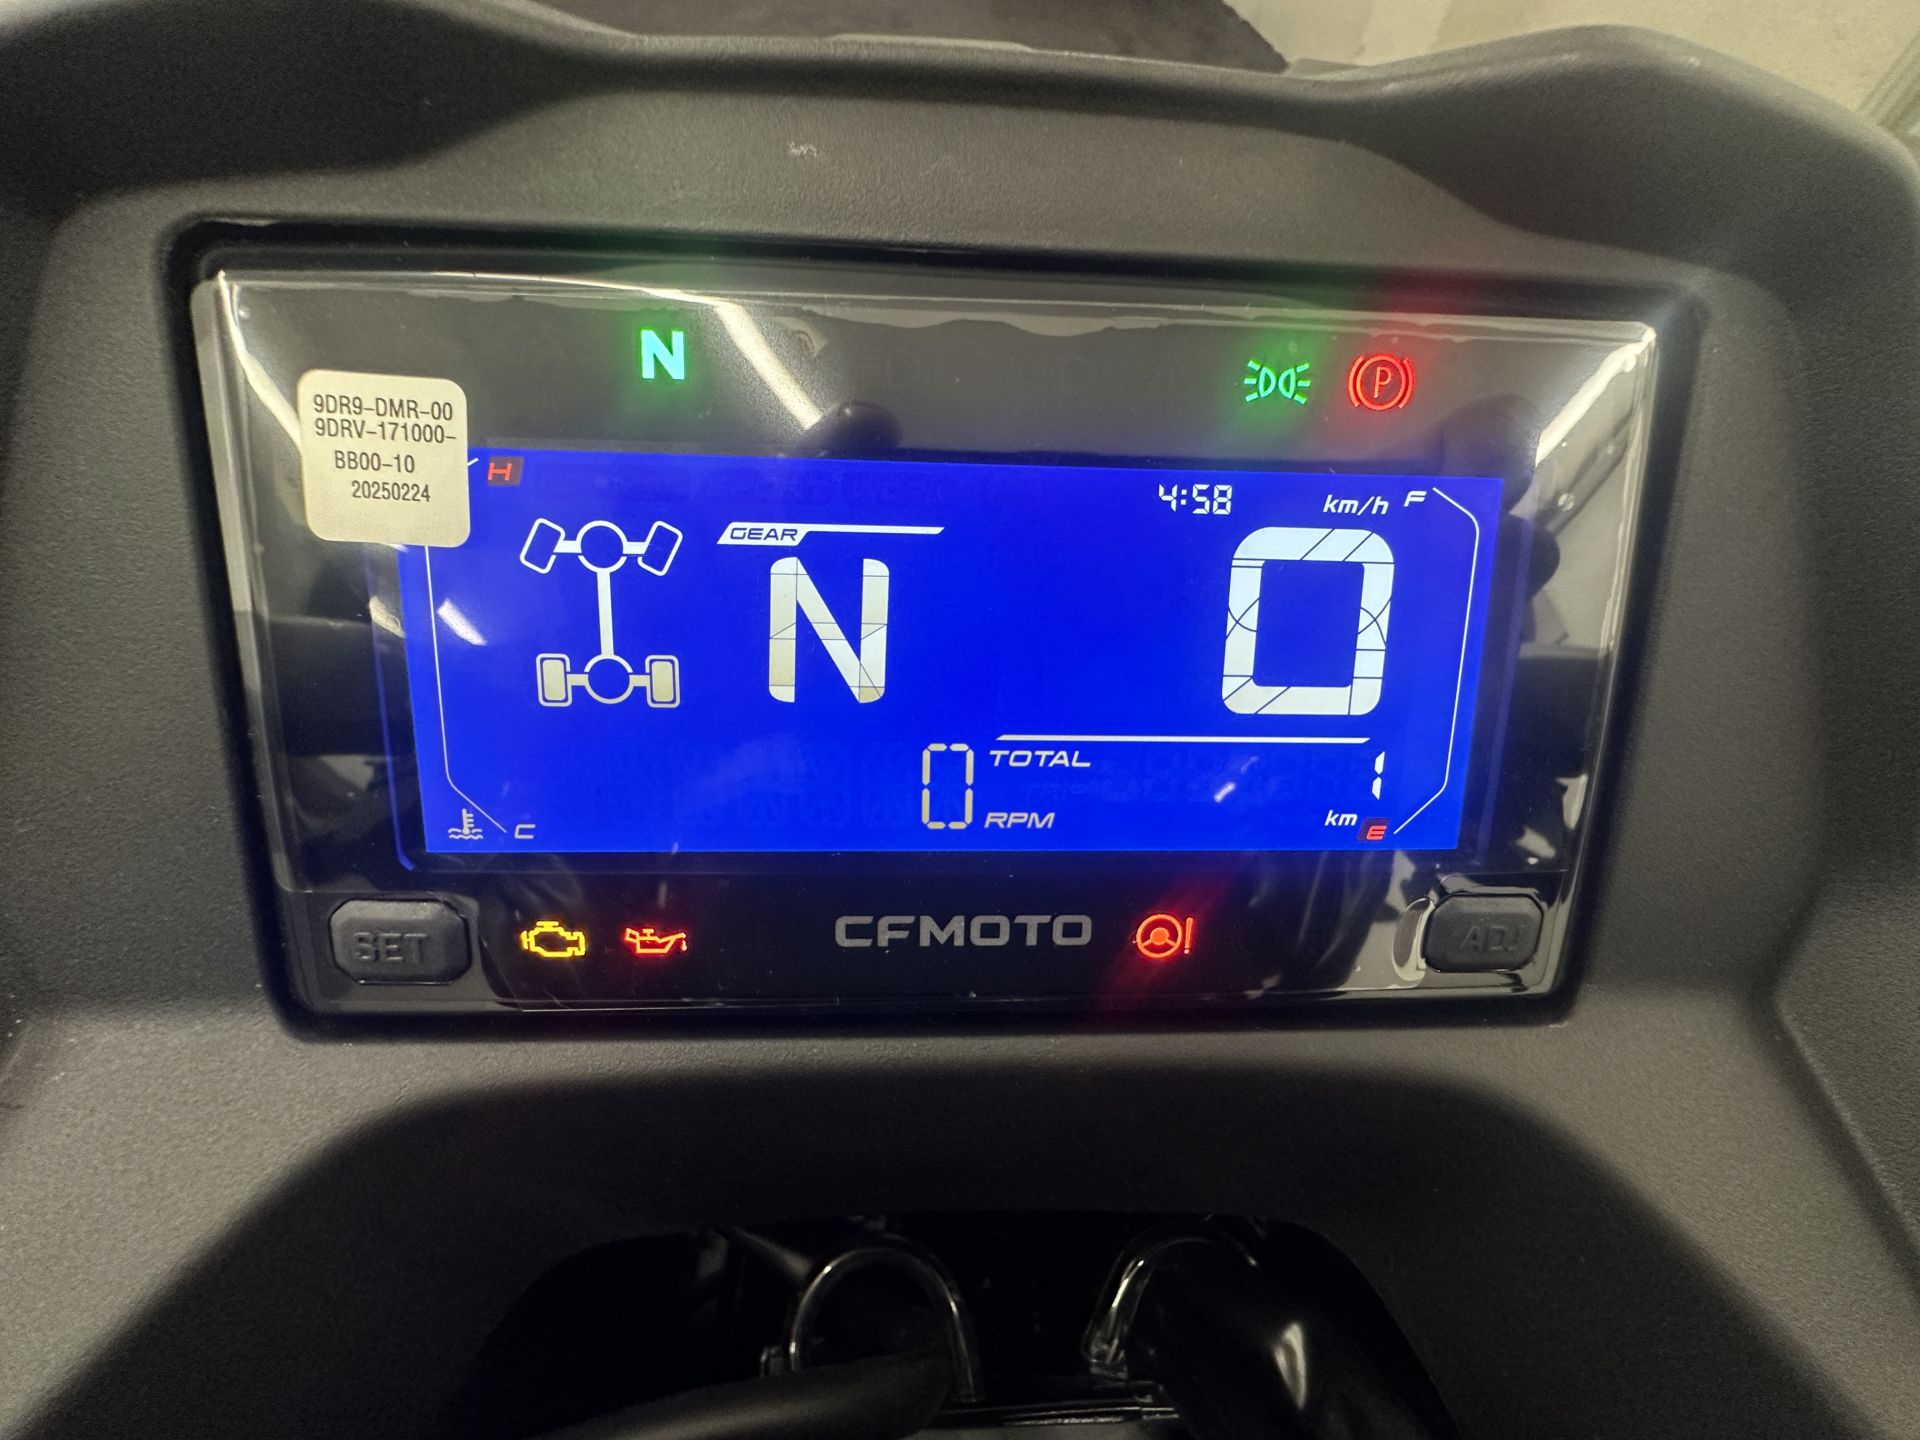 N
P
9DR9-DMR-00
9DRV-171000-
BB00-10
20250224
H
4:58
km/h
F
GEAR
N
0
TOTAL
1
0
RPM
km
E
C
SET
CFMOTO
ADJ